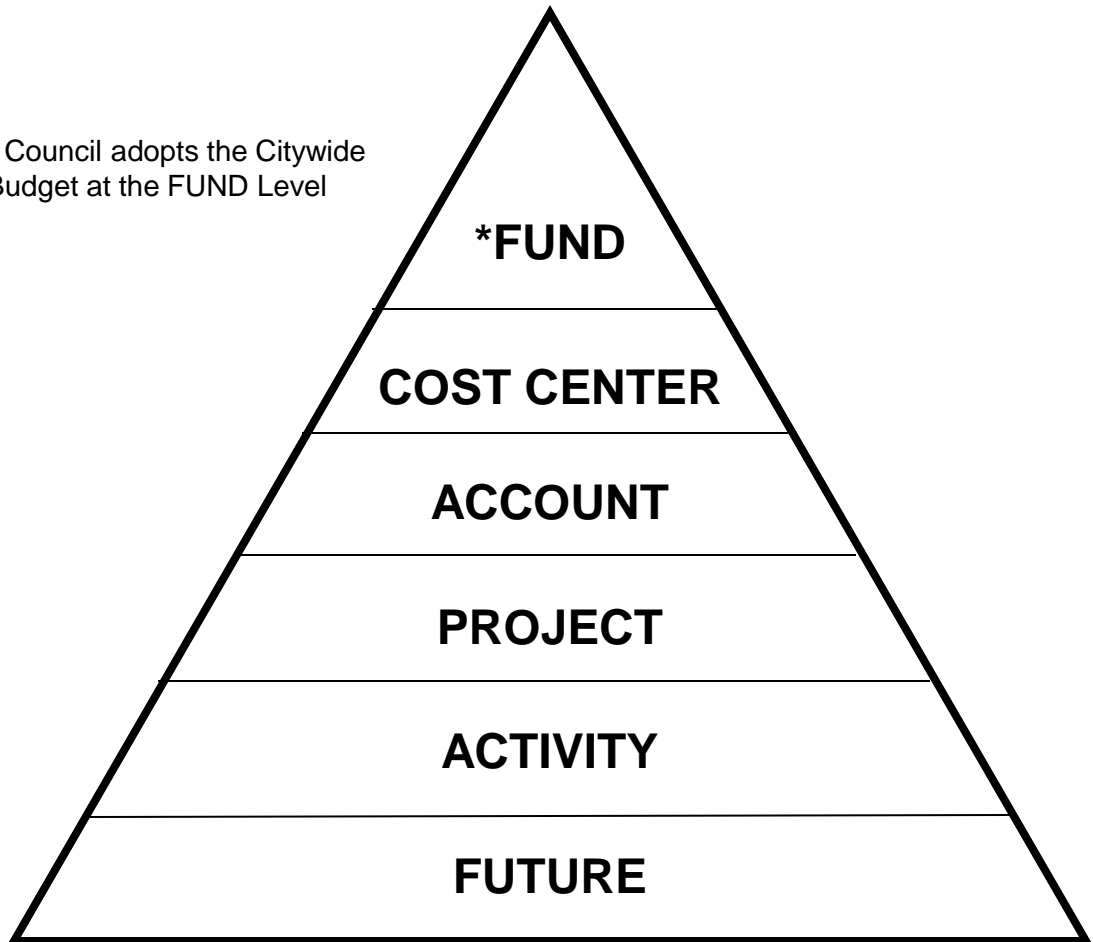 Council adopts the Citywide
Budget at the FUND Level
*FUND
COST CENTER
ACCOUNT
PROJECT
ACTIVITY
FUTURE